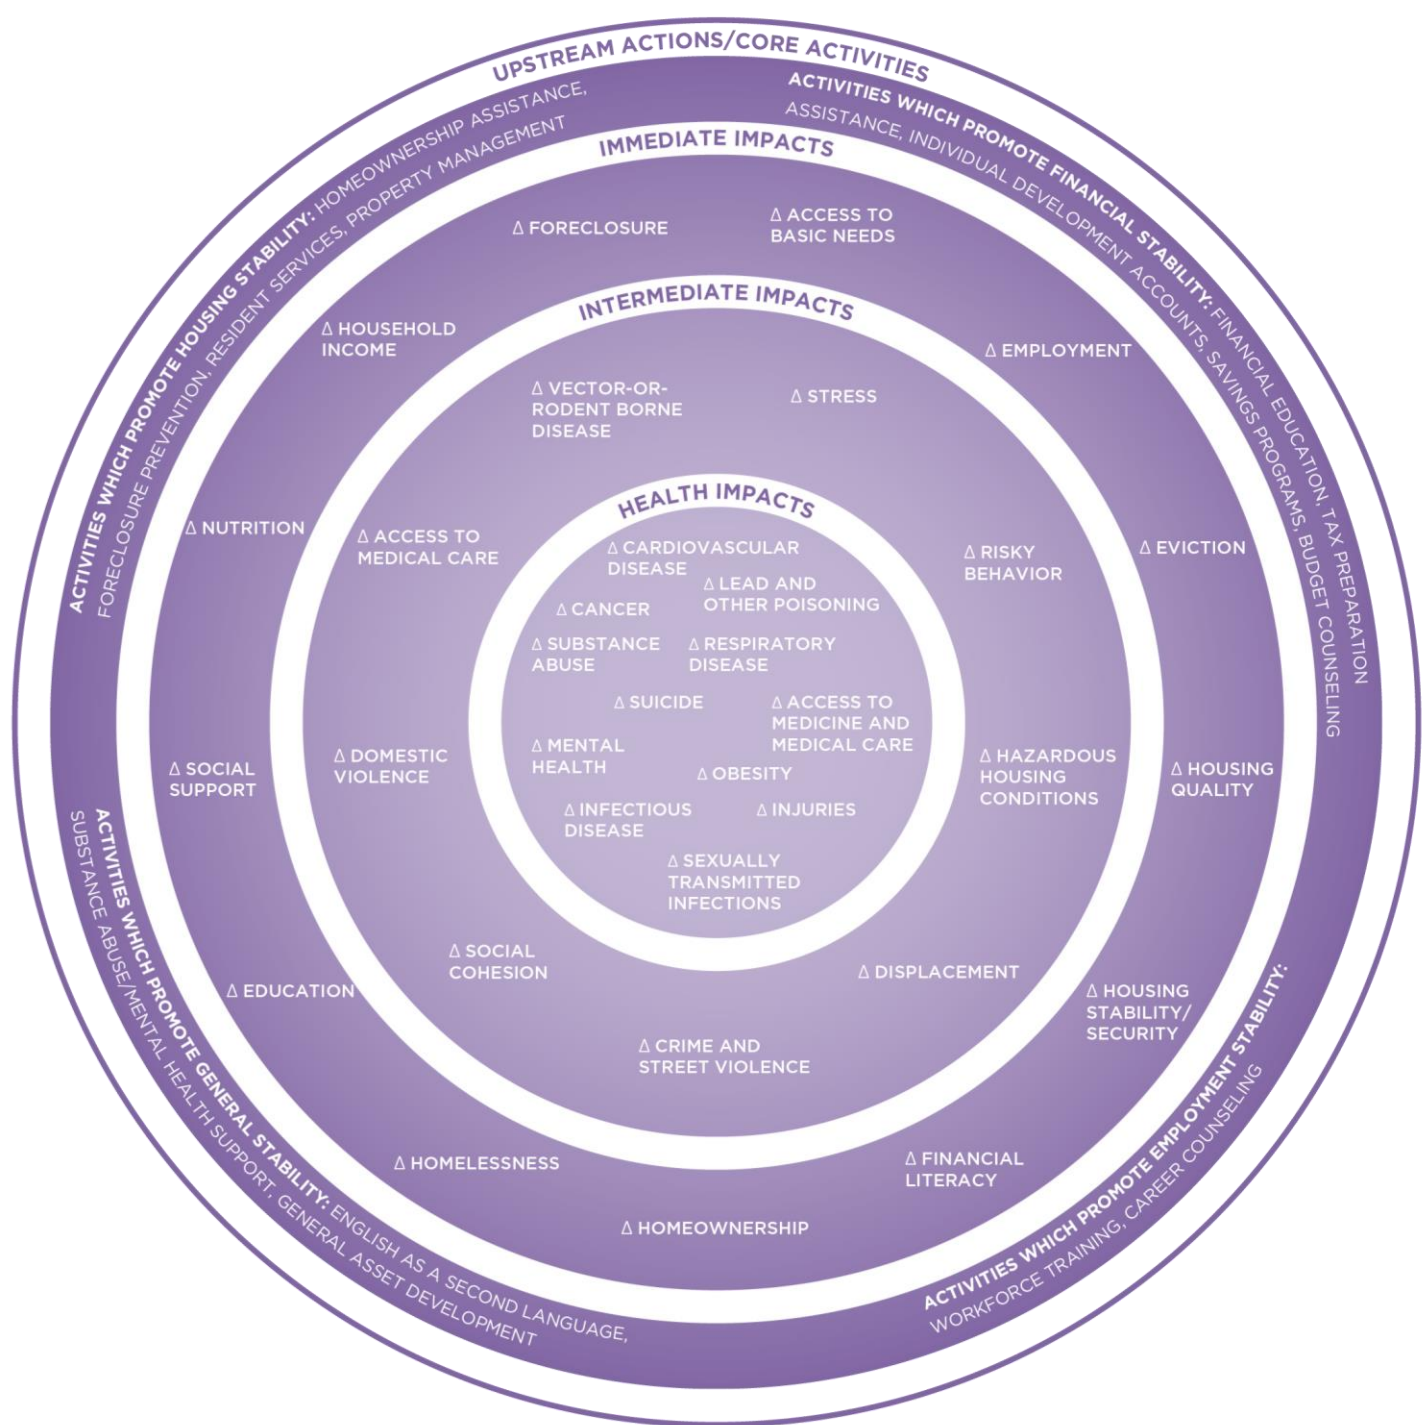 UPSTREAM ACTIONS/CORE ACTIVITIES
ACTIVITIES WHICH PROMOTE HOUSING STABILITY: HOMEOWNERSHIP ASSISTANCE,
FORECLOSURE PREVENTION, RESIDENT SERVICES, PROPERTY MANAGEMENT
ACTIVITIES WHICH PROMOTE FINANCIAL STABILITY: FINANCIAL EDUCATION, TAX PREPARATION
ASSISTANCE, INDIVIDUAL DEVELOPMENT ACCOUNTS, SAVINGS PROGRAMS, BUDGET COUNSELING
IMMEDIATE IMPACTS
Δ FORECLOSURE
Δ ACCESS TO
BASIC NEEDS
Δ HOUSEHOLD
INCOME
Δ EMPLOYMENT
Δ NUTRITION
Δ EVICTION
Δ SOCIAL
SUPPORT
Δ HOUSING
QUALITY
Δ EDUCATION
Δ HOUSING
STABILITY/
SECURITY
Δ HOMELESSNESS
Δ FINANCIAL
LITERACY
Δ HOMEOWNERSHIP
INTERMEDIATE IMPACTS
Δ VECTOR-OR-
RODENT BORNE
DISEASE
Δ STRESS
Δ ACCESS TO
MEDICAL CARE
Δ RISKY
BEHAVIOR
Δ DOMESTIC
VIOLENCE
Δ HAZARDOUS
HOUSING
CONDITIONS
Δ SOCIAL
COHESION
Δ DISPLACEMENT
Δ CRIME AND
STREET VIOLENCE
HEALTH IMPACTS
Δ CARDIOVASCULAR
DISEASE
Δ LEAD AND
OTHER POISONING
Δ CANCER
Δ SUBSTANCE
ABUSE
Δ RESPIRATORY
DISEASE
Δ SUICIDE
Δ ACCESS TO
MEDICINE AND
MEDICAL CARE
Δ MENTAL
HEALTH
Δ OBESITY
Δ INFECTIOUS
DISEASE
Δ INJURIES
Δ SEXUALLY
TRANSMITTED
INFECTIONS
ACTIVITIES WHICH PROMOTE GENERAL STABILITY: ENGLISH AS A SECOND LANGUAGE,
SUBSTANCE ABUSE/MENTAL HEALTH SUPPORT, GENERAL ASSET DEVELOPMENT
ACTIVITIES WHICH PROMOTE EMPLOYMENT STABILITY:
WORKFORCE TRAINING, CAREER COUNSELING